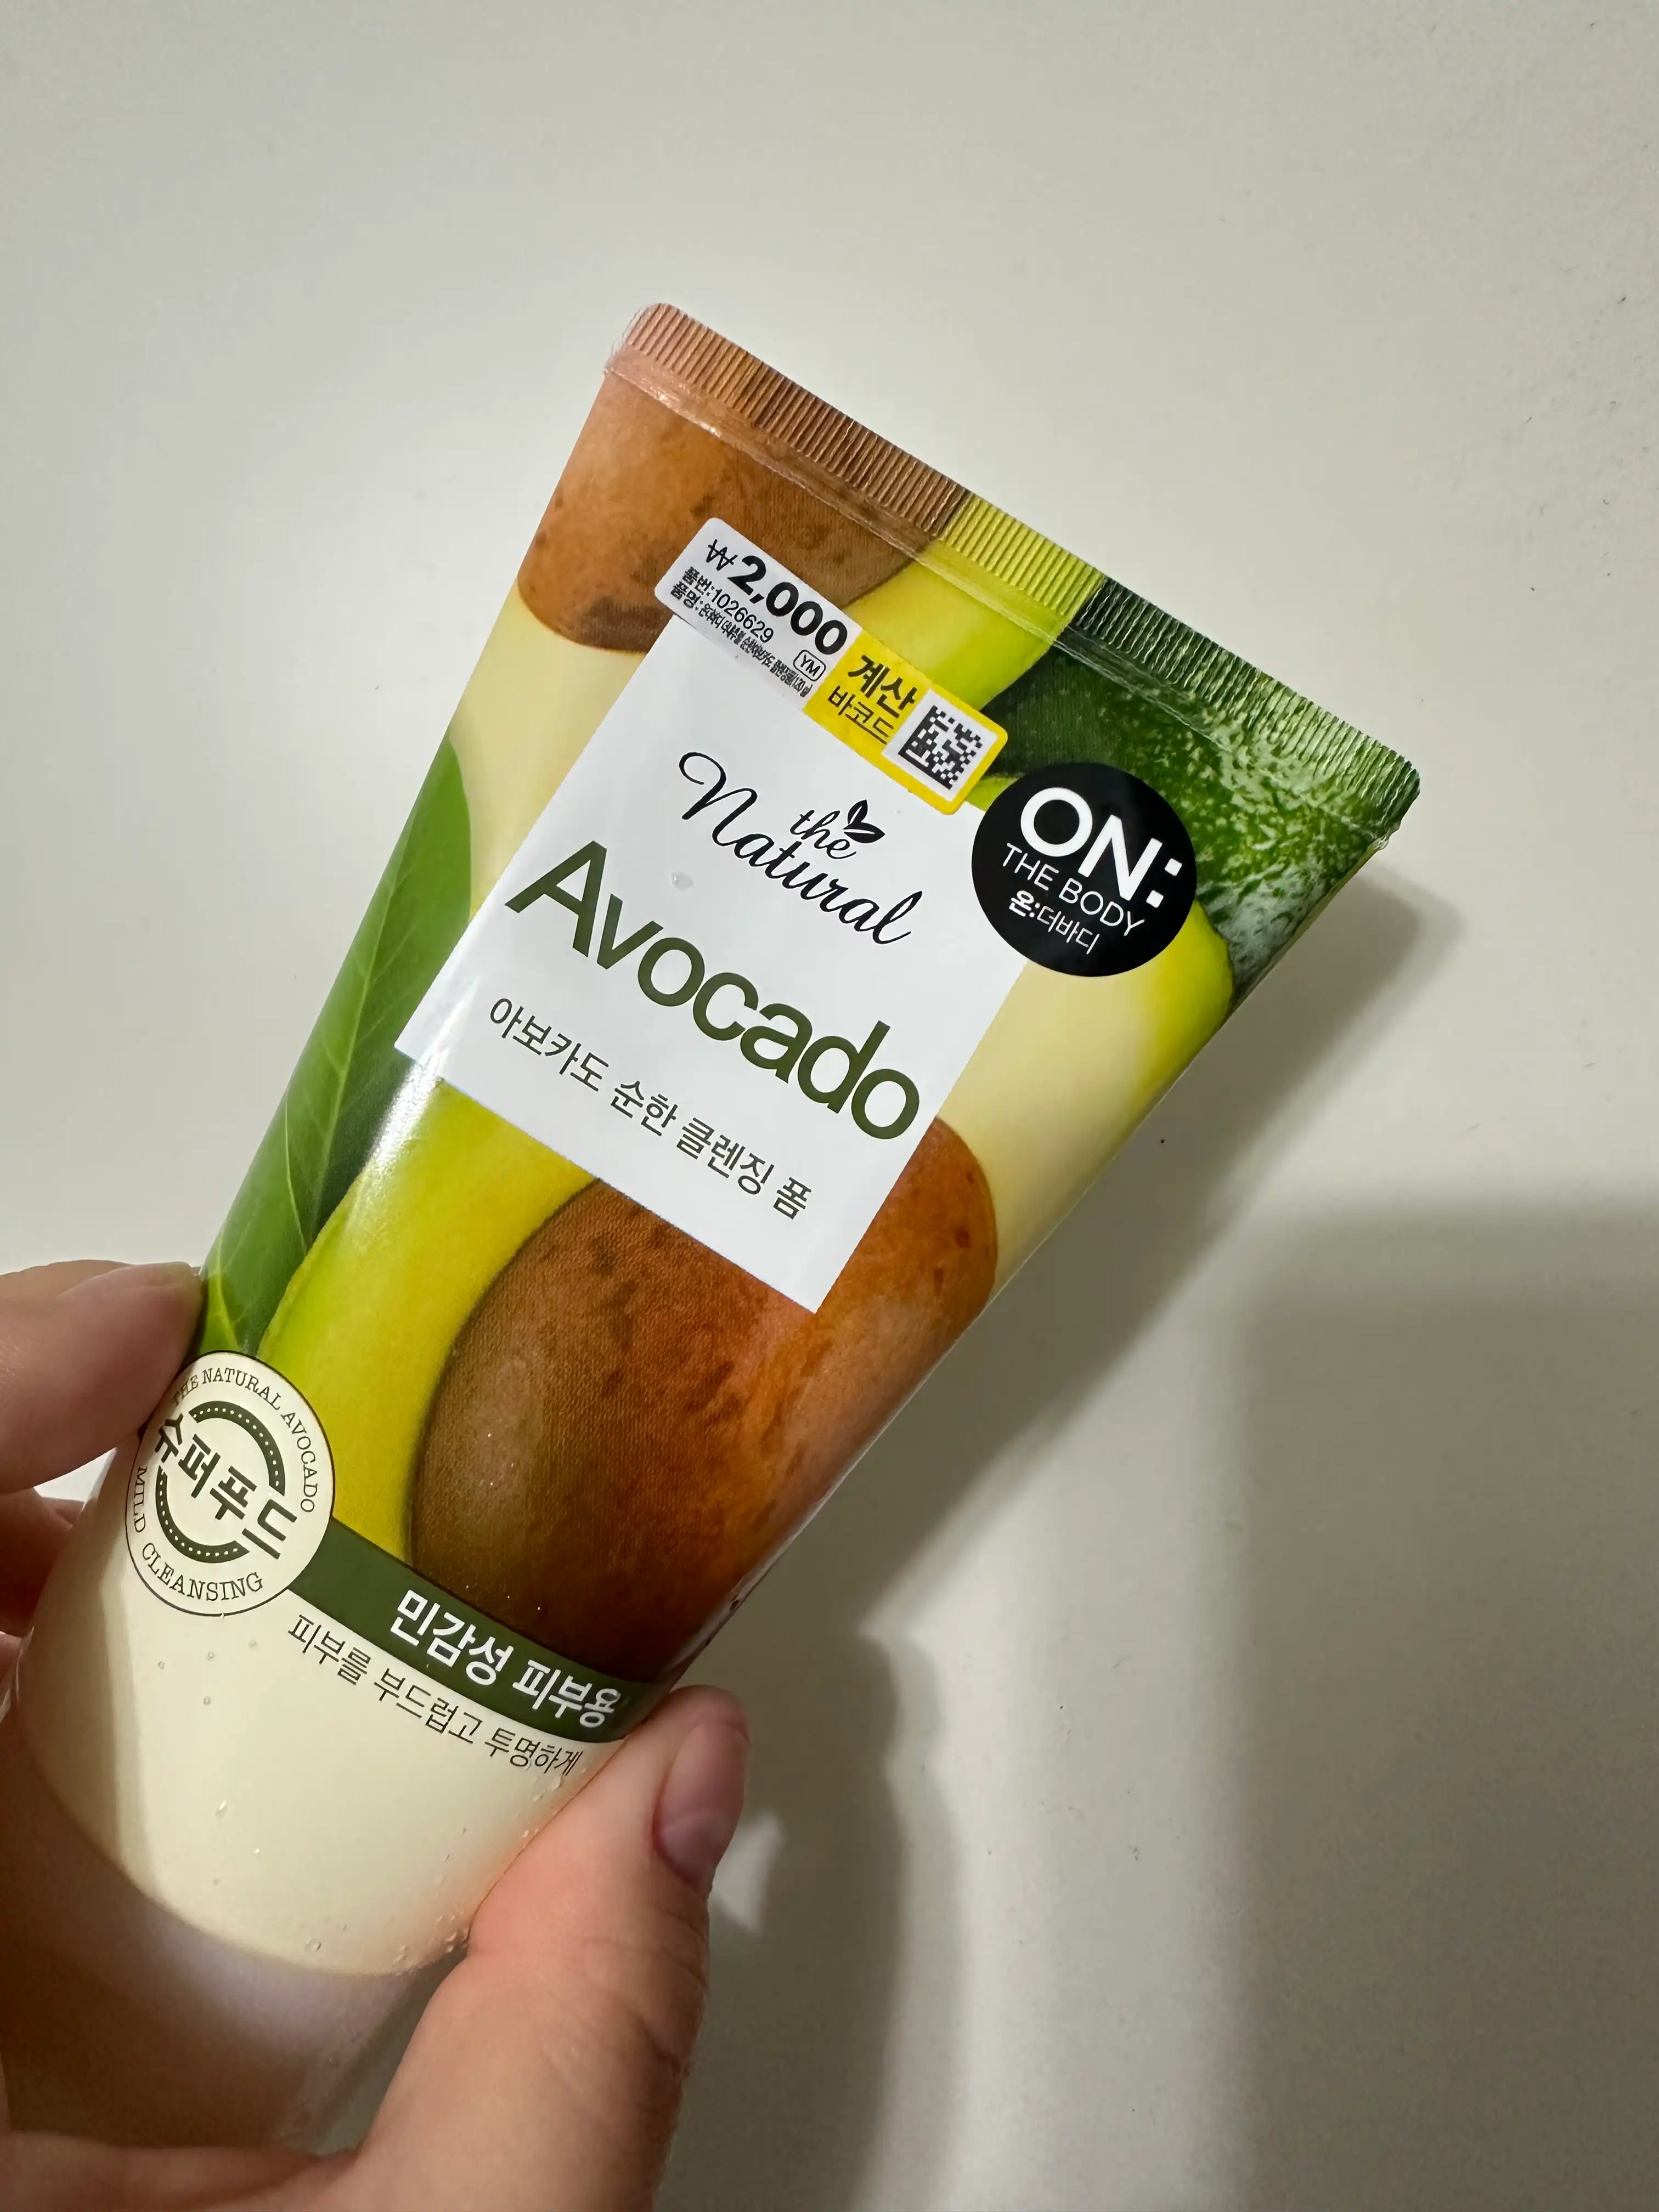 ₩2,000
품번:1026629
품명:
YM
계산
바코드
ON:
THE BODY
온:더바디
the
Natural
Avocado
아보카도 순한 클렌징 폼
THE NATURAL AVOCADO
슈퍼푸드
MILD CLEANSING
민감성 피부용
피부를 부드럽고 투명하게